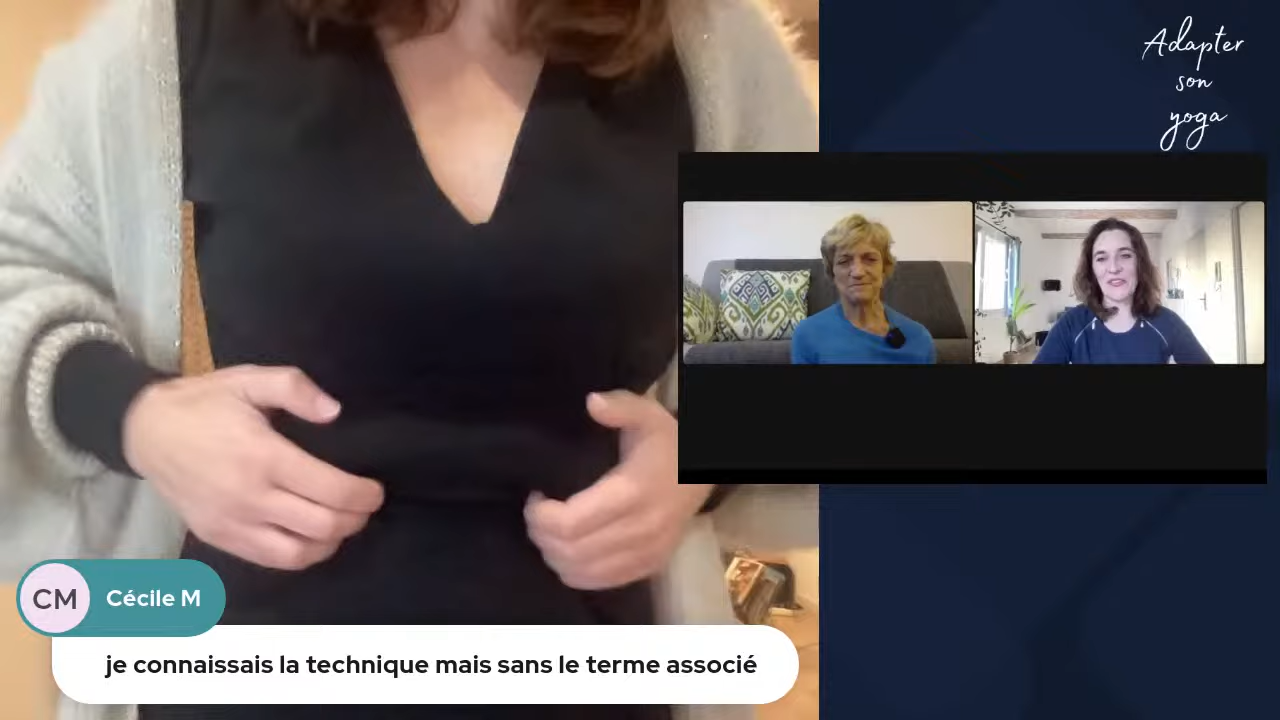 Adapter
son
yoga
CM
Cécile M
je connaissais la technique mais sans le terme associé